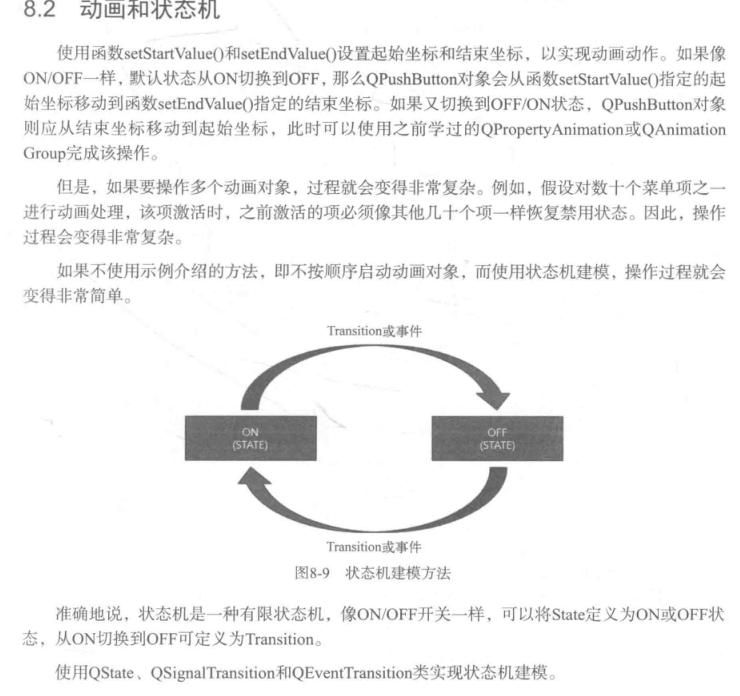 8.2 动画和状态机
使用函数setStartValue()和setEndValue()设置起始坐标和结束坐标，以实现动画动作。如果像
ON/OFF一样，默认状态从ON切换到OFF，那么QPushButton对象会从函数setStartValue()指定的起
始坐标移动到函数setEndValue()指定的结束坐标。如果又切换到OFF/ON状态，QPushButton对象
则应从结束坐标移动到起始坐标，此时可以使用之前学过的QPropertyAnimation或QAnimation
Group完成该操作。
但是，如果要操作多个动画对象，过程就会变得非常复杂。例如，假设对数十个菜单项之一
进行动画处理，该项激活时，之前激活的项必须像其他几十个项一样恢复禁用状态。因此，操作
过程会变得非常复杂。
如果不使用示例介绍的方法，即不按顺序启动动画对象，而使用状态机建模，操作过程就会
变得非常简单。
Transition或事件
ON
(STATE)
OFF
(STATE)
Transition或事件
图8-9 状态机建模方法
准确地说，状态机是一种有限状态机，像ON/OFF开关一样，可以将State定义为ON或OFF状
态，从ON切换到OFF可定义为Transition。
使用QState、QSignalTransition和QEventTransition类实现状态机建模。